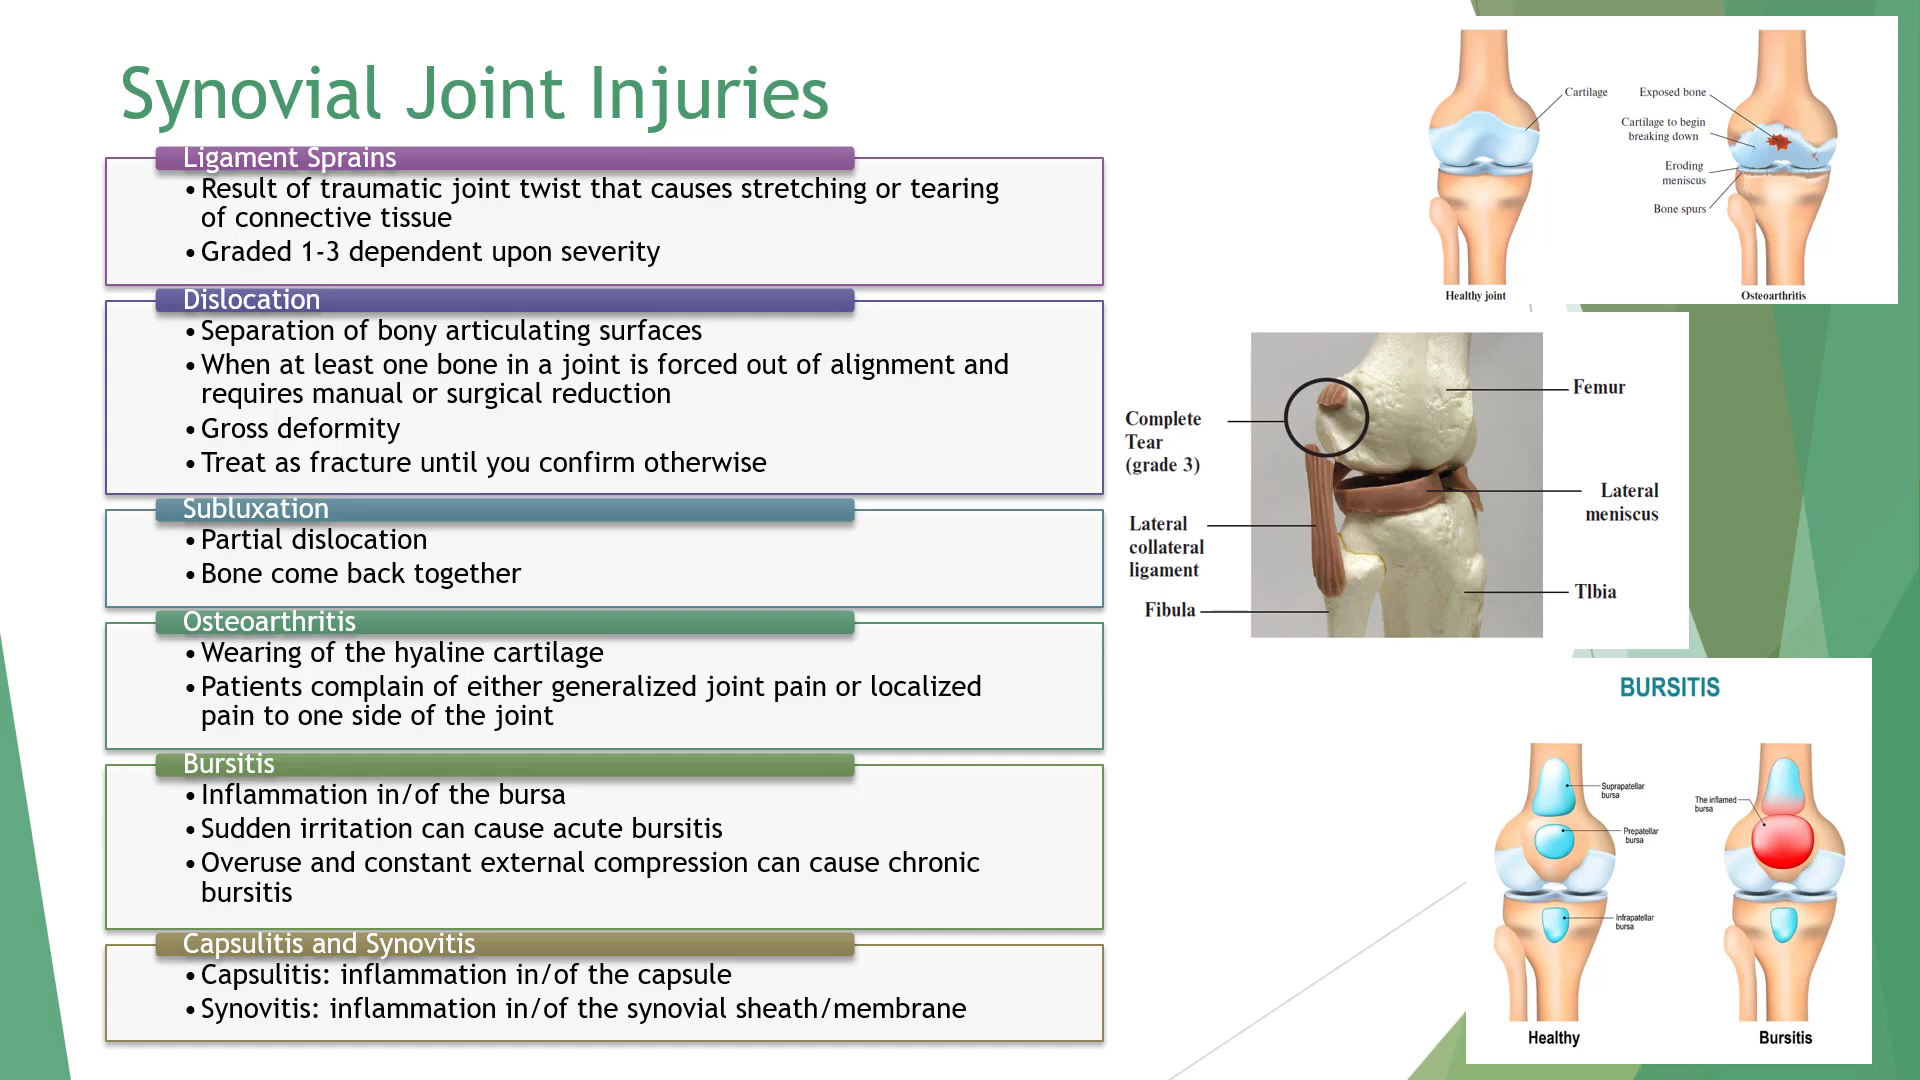 Synovial Joint Injuries
Ligament Sprains
•Result of traumatic joint twist that causes stretching or tearing
of connective tissue
•Graded 1-3 dependent upon severity
Dislocation
•Separation of bony articulating surfaces
•When at least one bone in a joint is forced out of alignment and
requires manual or surgical reduction
•Gross deformity
•Treat as fracture until you confirm otherwise
Subluxation
•Partial dislocation
•Bone come back together
Osteoarthritis
•Wearing of the hyaline cartilage
•Patients complain of either generalized joint pain or localized
pain to one side of the joint
Bursitis
•Inflammation in/of the bursa
•Sudden irritation can cause acute bursitis
•Overuse and constant external compression can cause chronic
bursitis
Capsulitis and Synovitis
•Capsulitis: inflammation in/of the capsule
•Synovitis: inflammation in/of the synovial sheath/membrane
Cartilage
Exposed bone
Cartilage to begin
breaking down
Eroding
meniscus
Bone spurs
Healthy joint
Osteoarthritis
Complete
Tear
(grade 3)
Lateral
collateral
ligament
Fibula
Femur
Lateral
meniscus
Tlbia
BURSITIS
Suprapatellar
bursa
Prepatellar
bursa
Infrapatellar
bursa
The inflamed
bursa
Healthy
Bursitis